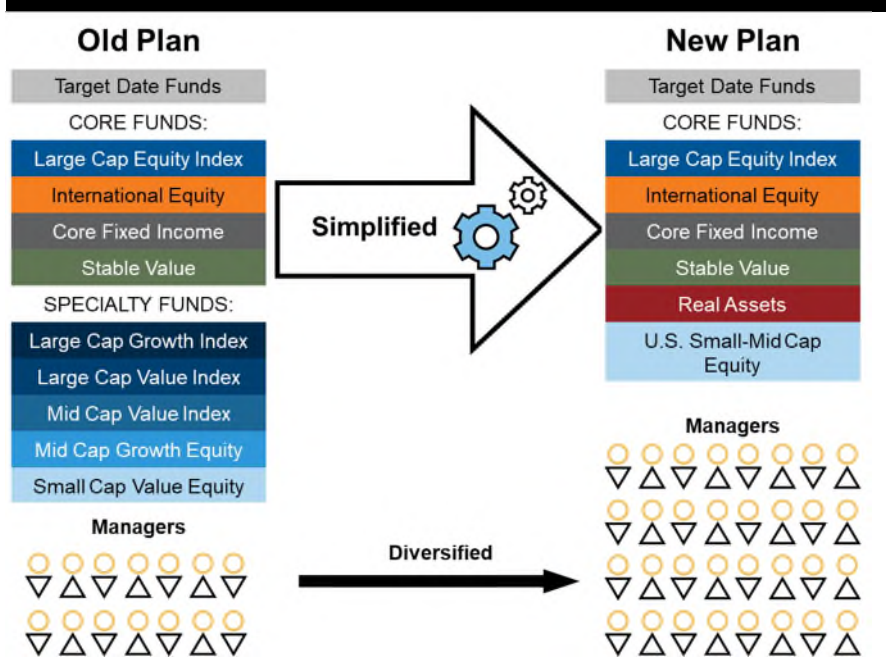 Old Plan
Target Date Funds
CORE FUNDS:
Large Cap Equity Index
International Equity
Core Fixed Income
Stable Value
SPECIALTY FUNDS:
Large Cap Growth Index
Large Cap Value Index
Mid Cap Value Index
Mid Cap Growth Equity
Small Cap Value Equity
Managers
Simplified
Diversified
New Plan
Target Date Funds
CORE FUNDS:
Large Cap Equity Index
International Equity
Core Fixed Income
Stable Value
Real Assets
U.S. Small-Mid Cap
Equity
Managers